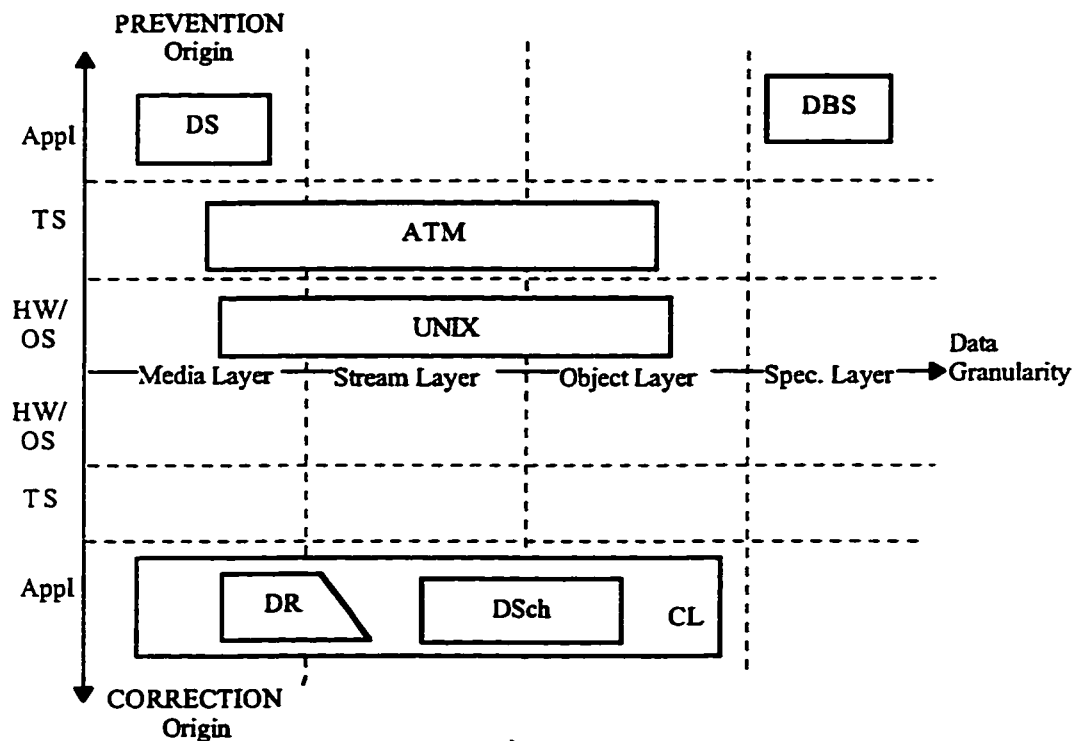 PREVENTION
Origin
DS
DBS
Appl
TS
ATM
HW/
OS
UNIX
Media Layer
Stream Layer
Object Layer
Spec. Layer
Data
Granularity
HW/
OS
TS
Appl
DR
DSch
CL
CORRECTION
Origin